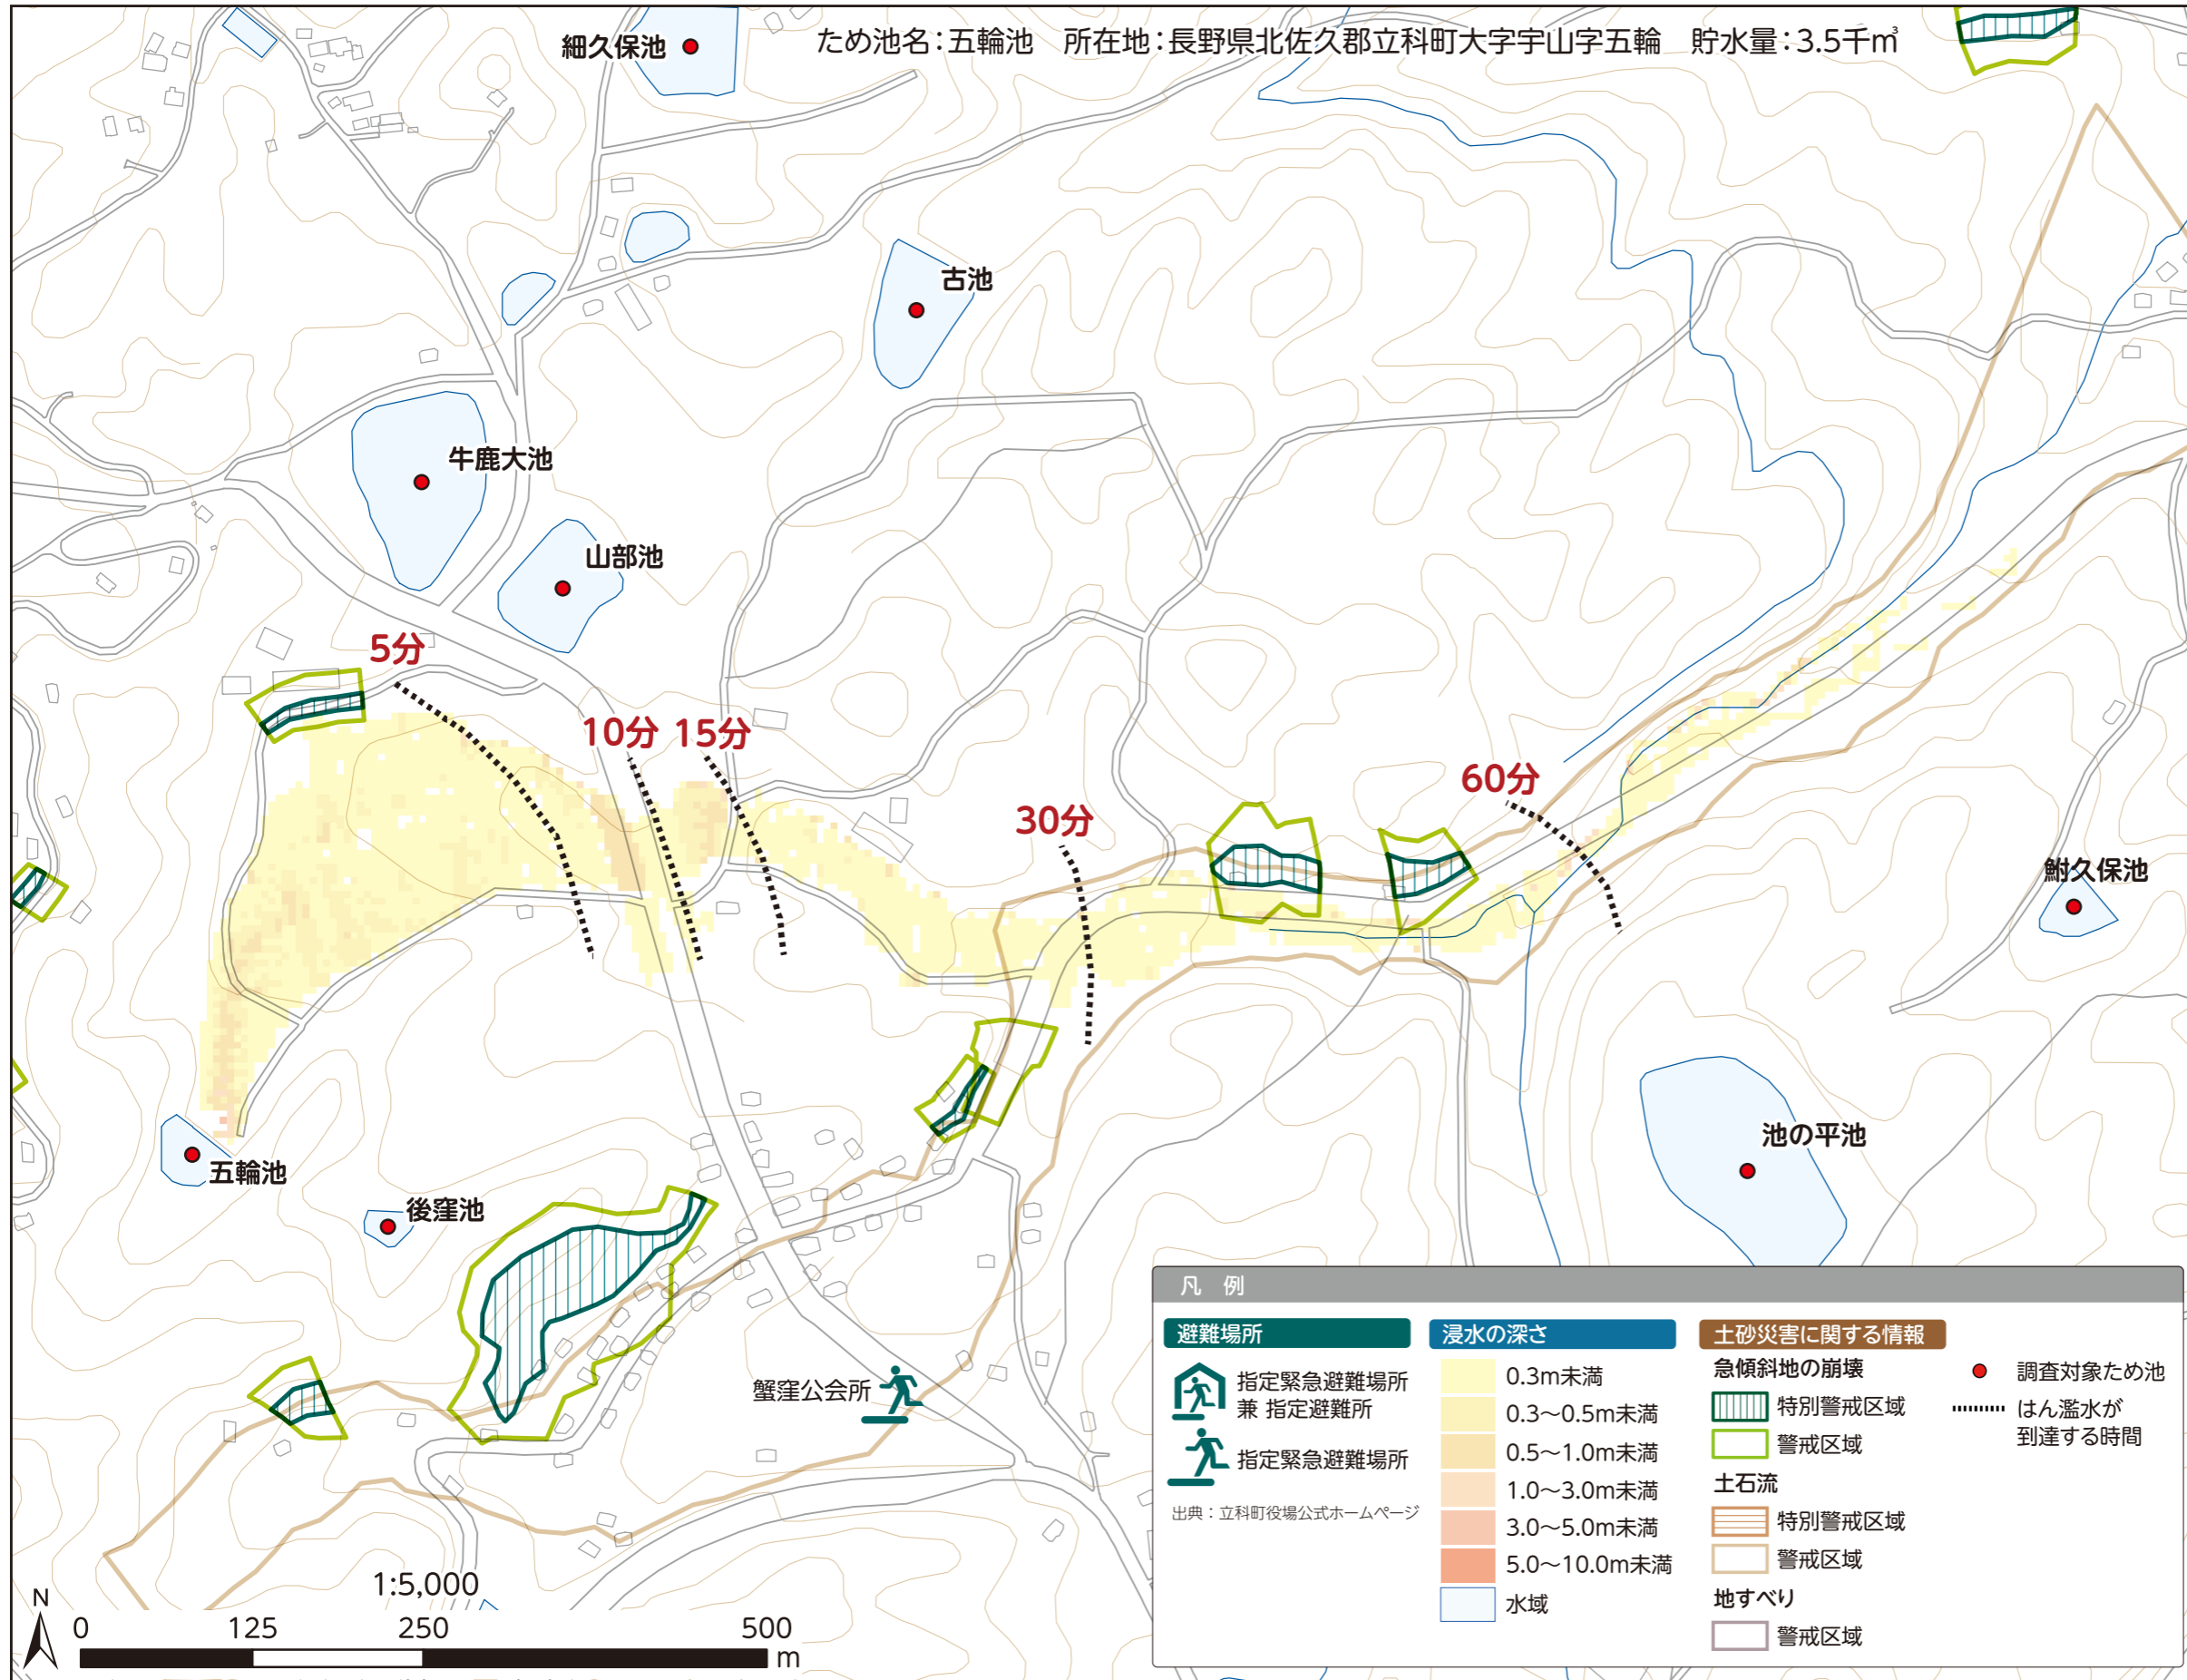 ため池名：五輪池　所在地：長野県北佐久郡立科町大字宇山字五輪　貯水量：3.5千㎥
細久保池
古池
牛鹿大池
山部池
5分
10分
15分
30分
60分
鮒久保池
池の平池
五輪池
後窪池
蟹窪公会所
凡　例
避難場所
指定緊急避難場所
兼 指定避難所
指定緊急避難場所
出典：立科町役場公式ホームページ
浸水の深さ
0.3m未満
0.3～0.5m未満
0.5～1.0m未満
1.0～3.0m未満
3.0～5.0m未満
5.0～10.0m未満
水域
土砂災害に関する情報
急傾斜地の崩壊
特別警戒区域
警戒区域
土石流
特別警戒区域
警戒区域
地すべり
警戒区域
調査対象ため池
はん濫水が
到達する時間
1:5,000
N
0 125 250 500
m